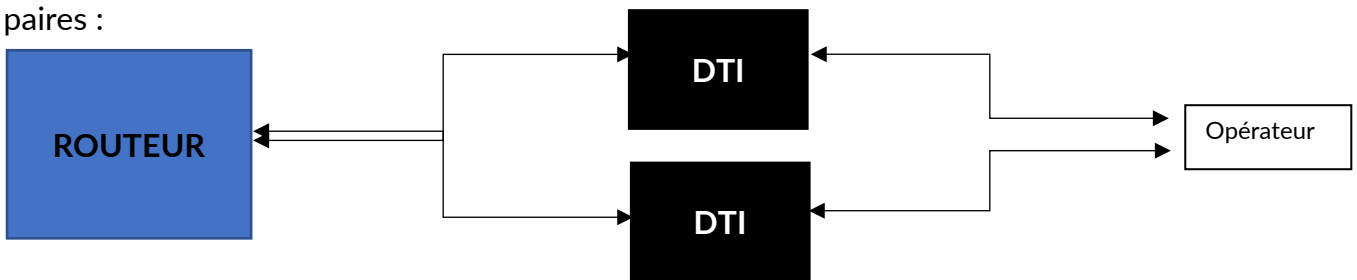 paires :
DTI
ROUTEUR
Opérateur
DTI